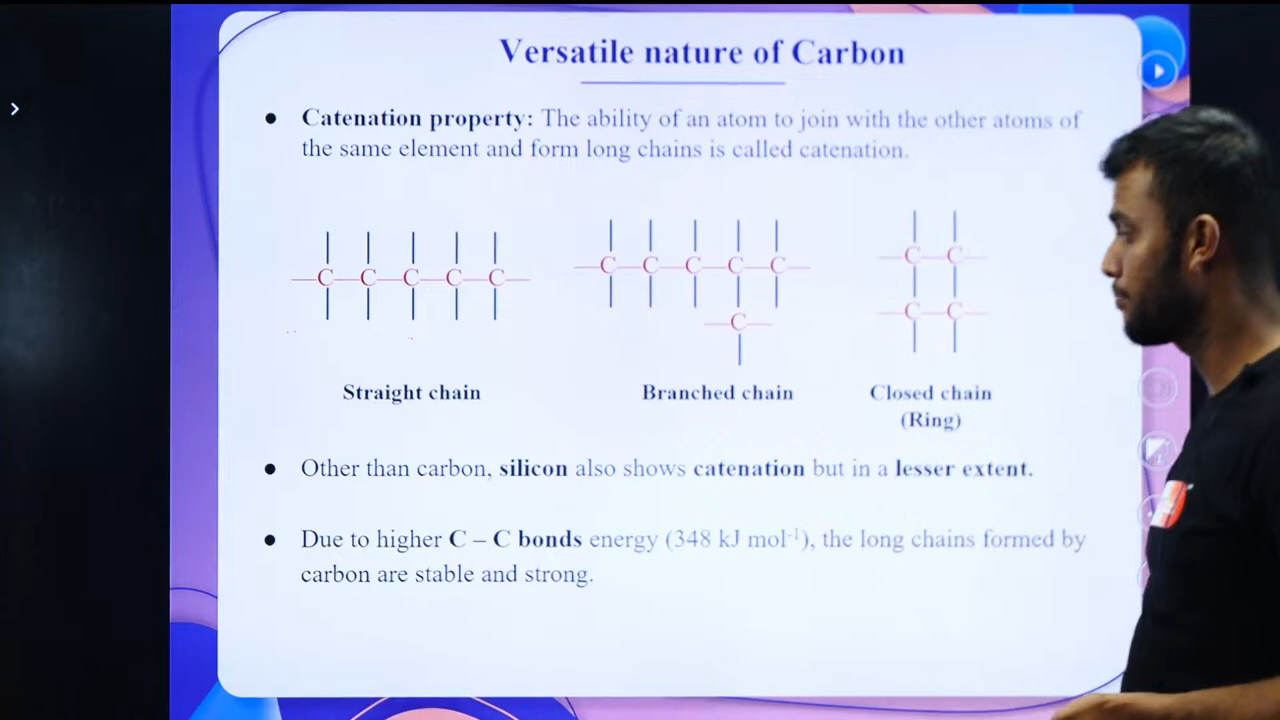 Versatile nature of Carbon
● Catenation property: The ability of an atom to join with the other atoms of
the same element and form long chains is called catenation.
C C C C C
C C C C C
C
C C
C C
Straight chain
Branched chain
Closed chain
(Ring)
● Other than carbon, silicon also shows catenation but in a lesser extent.
● Due to higher C – C bonds energy (348 kJ mol⁻¹), the long chains formed by
carbon are stable and strong.